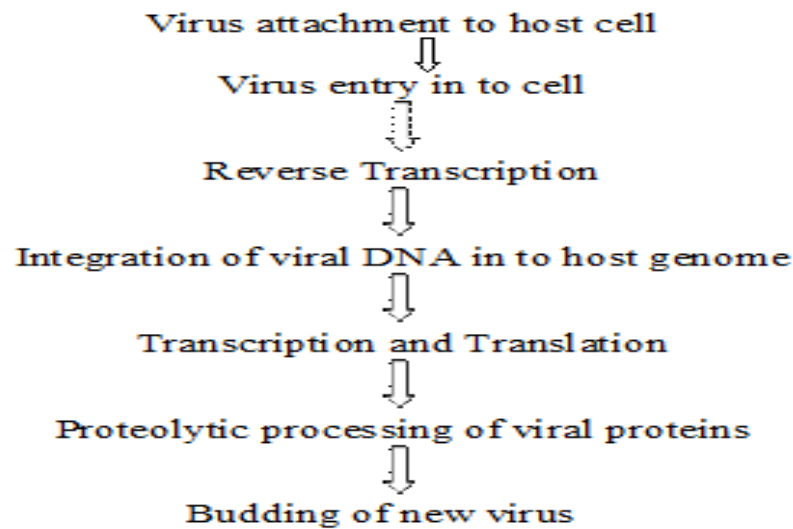 Virus attachment to host cell
Virus entry in to cell
Reverse Transcription
Integration of viral DNA in to host genome
Transcription and Translation
Proteolytic processing of viral proteins
Budding of new virus